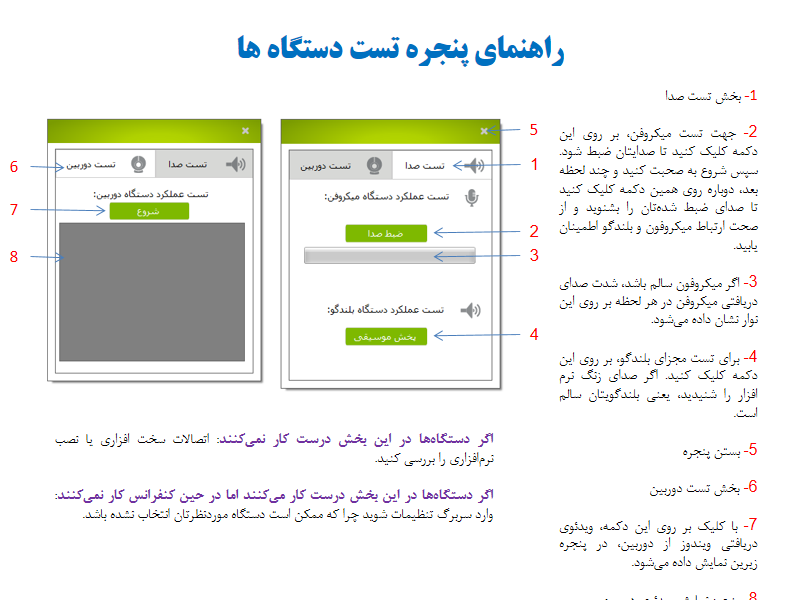 راهنمای پنجره تست دستگاه ها
1- بخش تست صدا
2- جهت تست میکروفن، بر روی این
دکمه کلیک کنید تا صدایتان ضبط شود.
سپس شروع به صحبت کنید و چند لحظه
بعد، دوباره روی همین دکمه کلیک کنید
تا صدای ضبط شده‌تان را بشنوید و از
صحت ارتباط میکروفون و بلندگو اطمینان
یابید.
3- اگر میکروفون سالم باشد، شدت صدای
دریافتی میکروفن در هر لحظه بر روی این
نوار نشان داده می‌شود.
4- برای تست مجزای بلندگو، بر روی این
دکمه کلیک کنید. اگر صدای زنگ نرم
افزار را شنیدید، یعنی بلندگویتان سالم
است.
5- بستن پنجره
6- بخش تست دوربین
7- با کلیک بر روی این دکمه، ویدئوی
دریافتی ویندوز از دوربین، در پنجره
زیرین نمایش داده می‌شود.
8-
5
تست صدا
تست دوربین
1
تست عملکرد دستگاه میکروفن:
ضبط صدا
2
3
تست عملکرد دستگاه بلندگو:
پخش موسیقی
4
تست صدا
تست دوربین
6
تست عملکرد دستگاه دوربین:
شروع
7
8
اگر دستگاه‌ها در این بخش درست کار نمی‌کنند: اتصالات سخت افزاری یا نصب
نرم‌افزاری را بررسی کنید.
اگر دستگاه‌ها در این بخش درست کار می‌کنند اما در حین کنفرانس کار نمی‌کنند:
وارد سربرگ تنظیمات شوید چرا که ممکن است دستگاه موردنظرتان انتخاب نشده باشد.